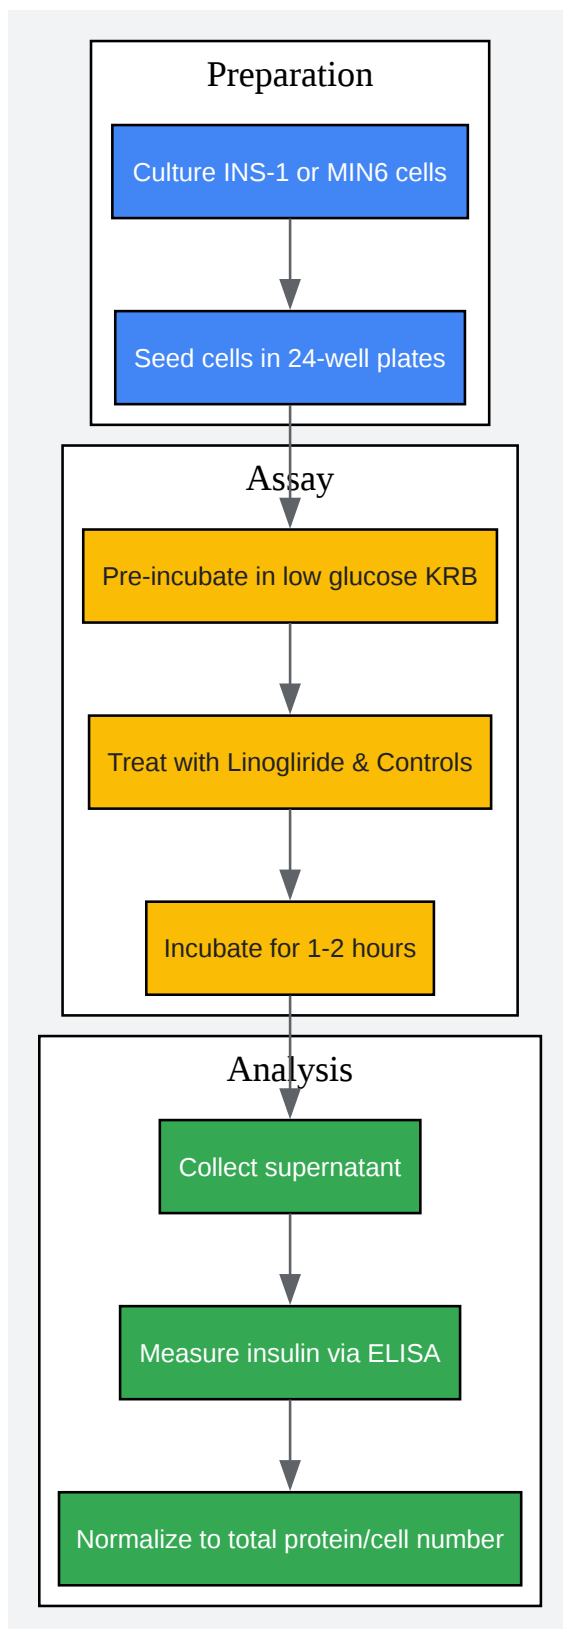 Preparation
Culture INS-1 or MIN6 cells
Seed cells in 24-well plates
Assay
Pre-incubate in low glucose KRB
Treat with Linogliride & Controls
Incubate for 1-2 hours
Analysis
Collect supernatant
Measure insulin via ELISA
Normalize to total protein/cell number